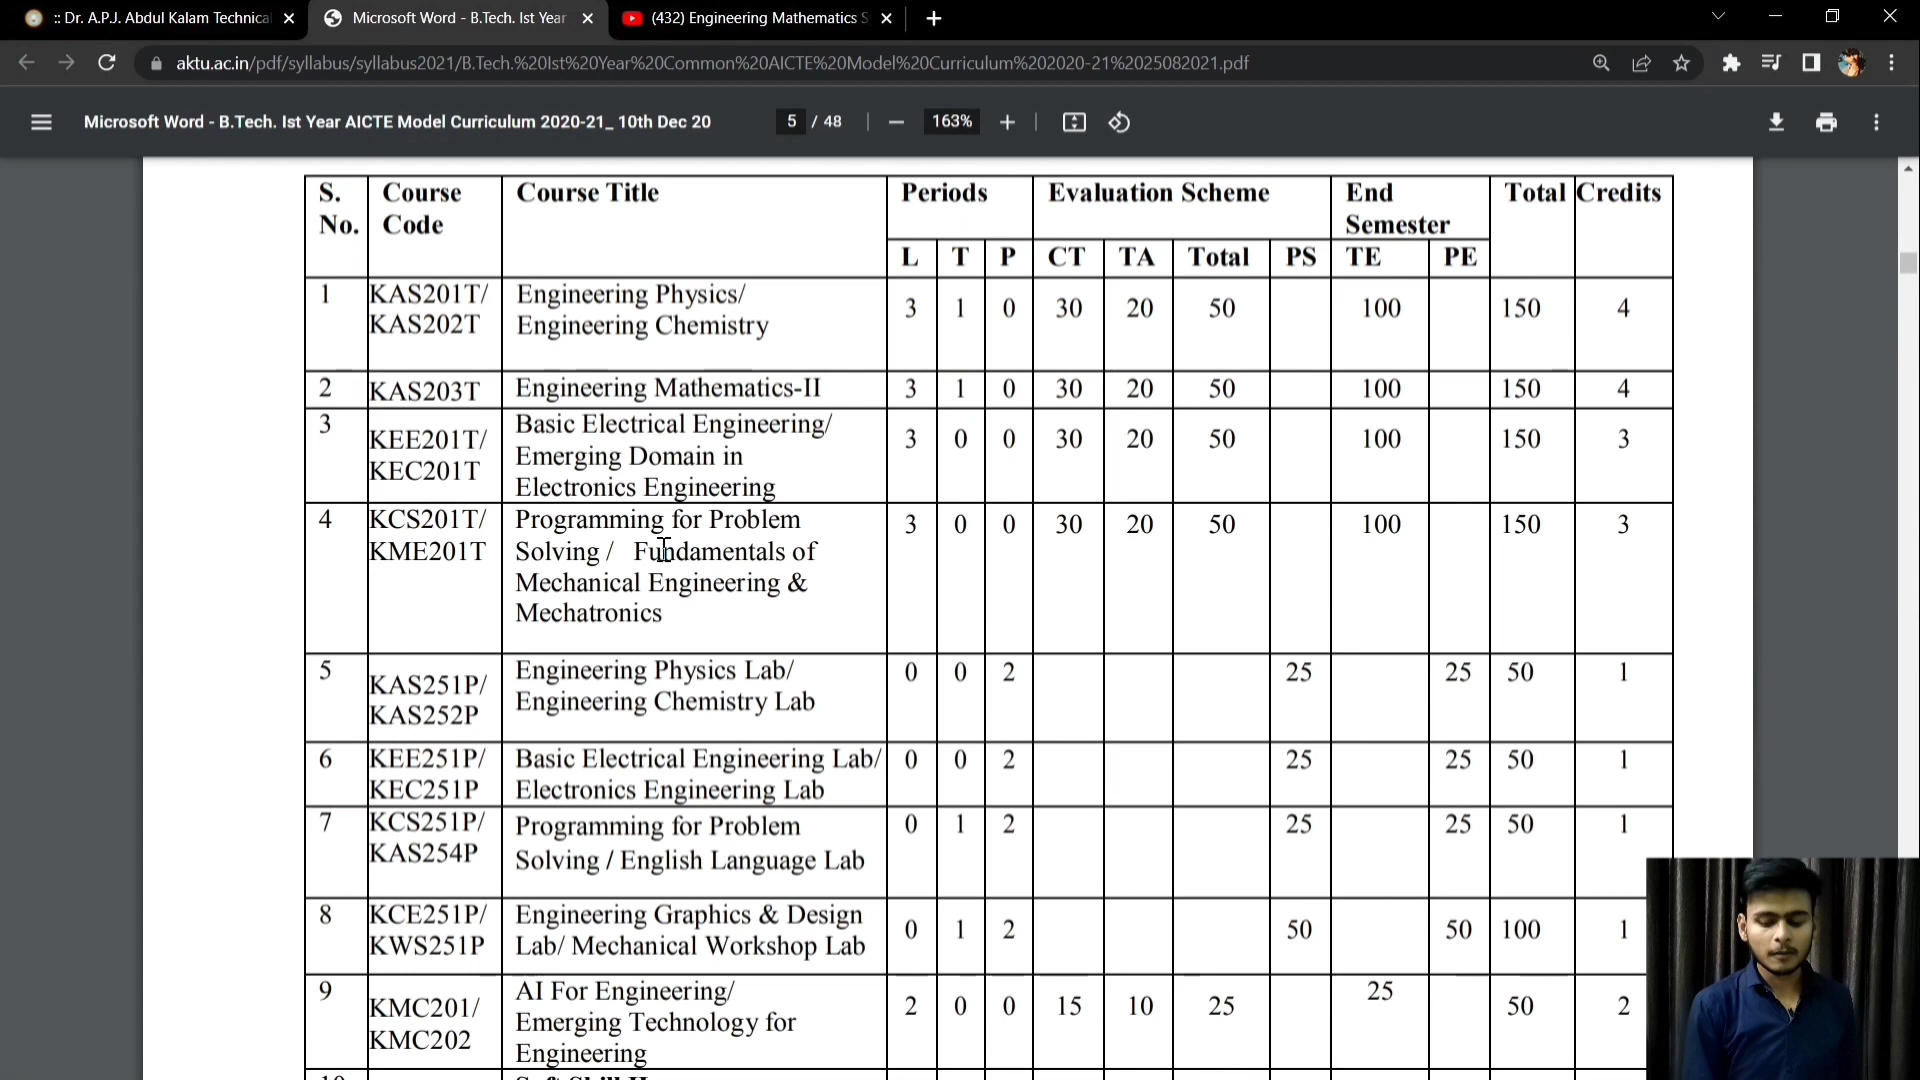 :: Dr. A.P.J. Abdul Kalam Technica
Microsoft Word - B.Tech. Ist Year
(432) Engineering Mathematics S
aktu.ac.in/pdf/syllabus/syllabus2021/B.Tech.%20Ist%20Year%20Common%20AICTE%20Model%20Curriculum%202020-21%2025082021.pdf
Microsoft Word - B.Tech. Ist Year AICTE Model Curriculum 2020-21_ 10th Dec 20 5 / 48 163%
S. Course Course Title Periods Evaluation Scheme End Total Credits
No. Code Semester
L T P CT TA Total PS TE PE
1 KAS201T/ Engineering Physics/ 3 1 0 30 20 50 100 150 4
KAS202T Engineering Chemistry
2 KAS203T Engineering Mathematics-II 3 1 0 30 20 50 100 150 4
3 KEE201T/ Basic Electrical Engineering/ 3 0 0 30 20 50 100 150 3
KEC201T Emerging Domain in
Electronics Engineering
4 KCS201T/ Programming for Problem 3 0 0 30 20 50 100 150 3
KME201T Solving / Fundamentals of
Mechanical Engineering &
Mechatronics
5 KAS251P/ Engineering Physics Lab/ 0 0 2 25 25 50 1
KAS252P Engineering Chemistry Lab
6 KEE251P/ Basic Electrical Engineering Lab/ 0 0 2 25 25 50 1
KEC251P Electronics Engineering Lab
7 KCS251P/ Programming for Problem 0 1 2 25 25 50 1
KAS254P Solving / English Language Lab
8 KCE251P/ Engineering Graphics & Design 0 1 2 50 50 100 1
KWS251P Lab/ Mechanical Workshop Lab
9 KMC201/ AI For Engineering/ 2 0 0 15 10 25 25 50 2
KMC202 Emerging Technology for
Engineering